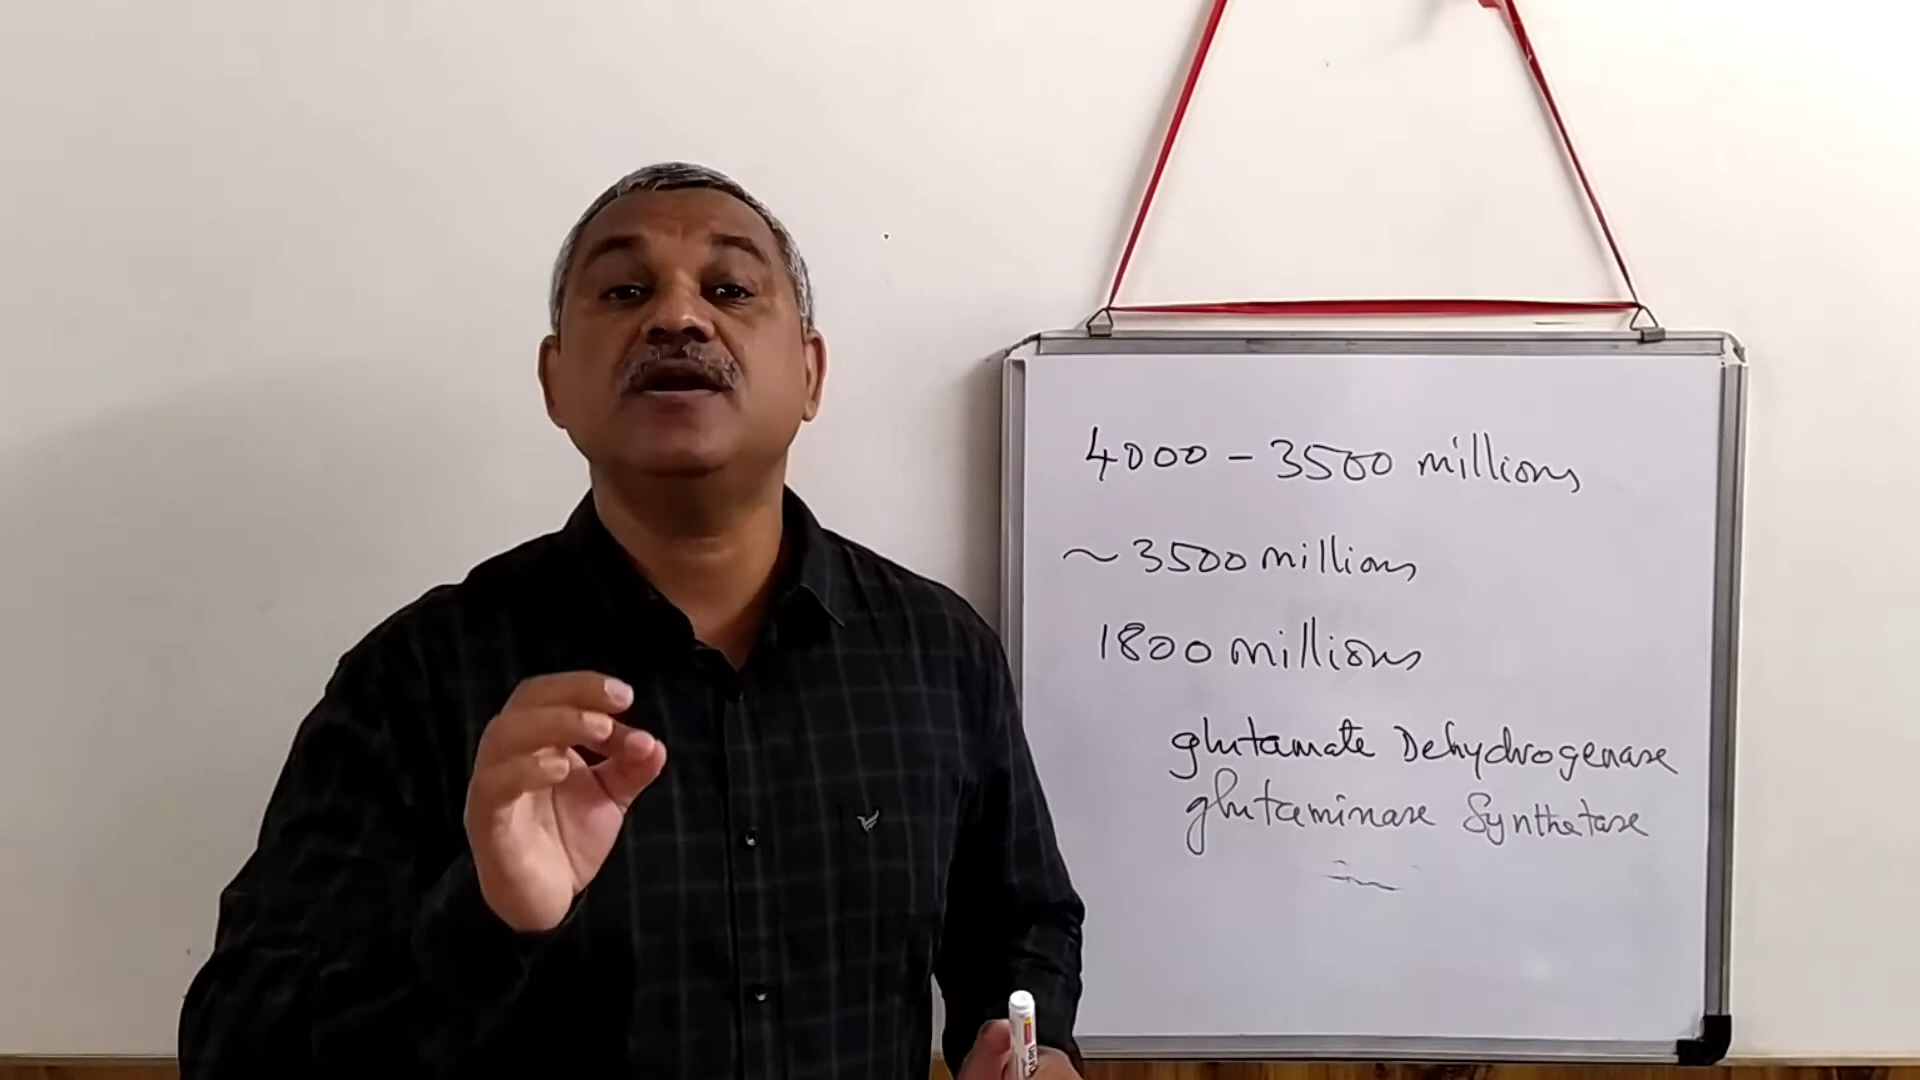 4000 - 3500 millions
~ 3500 millions
1800 millions
glutamate Dehydrogenase
glutaminase Synthetase